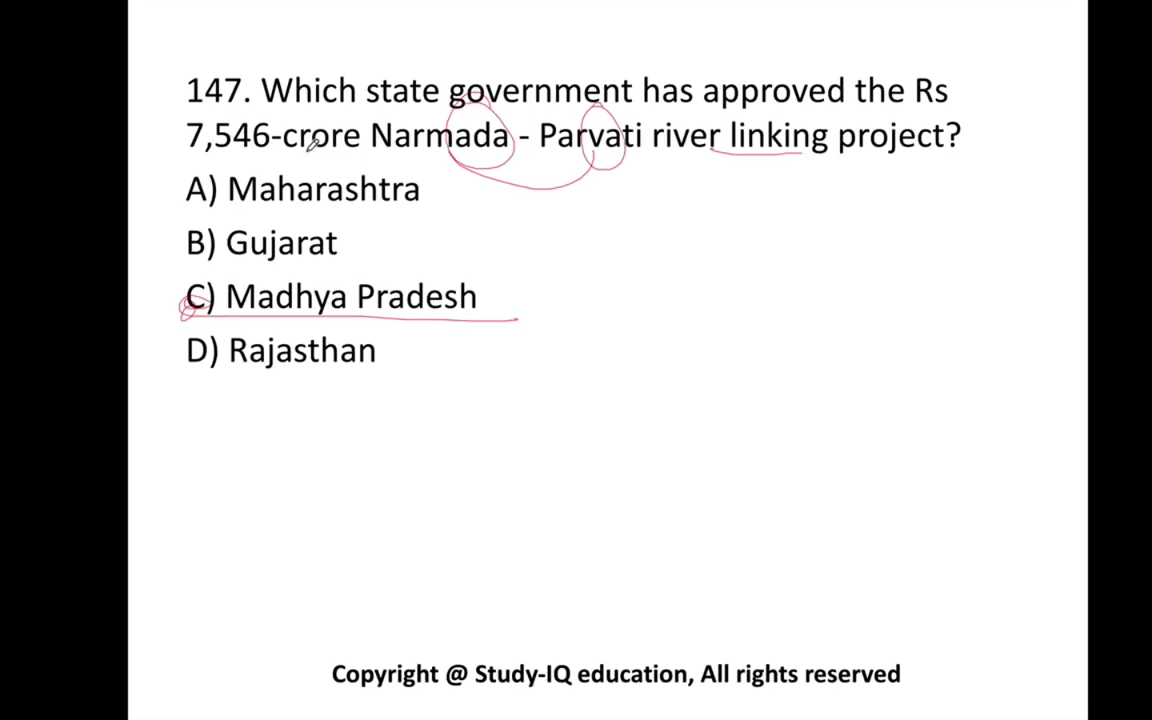 147. Which state government has approved the Rs
7,546-crore Narmada - Parvati river linking project?
A) Maharashtra
B) Gujarat
C) Madhya Pradesh
D) Rajasthan
Copyright @ Study-IQ education, All rights reserved